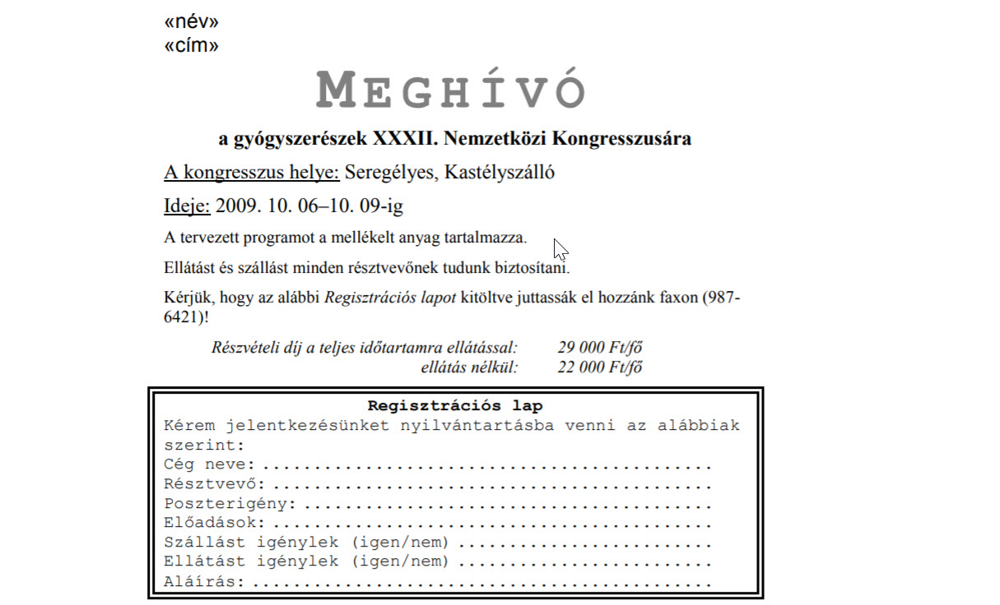 «név»
«cím»
MEGHÍVÓ
a gyógyszerészek XXXII. Nemzetközi Kongresszusára
A kongresszus helye: Seregélyes, Kastélyszálló
Ideje: 2009. 10. 06–10. 09-ig
A tervezett programot a mellékelt anyag tartalmazza.
Ellátást és szállást minden résztvevőnek tudunk biztosítani.
Kérjük, hogy az alábbi Regisztrációs lapot kitöltve juttassák el hozzánk faxon (987-
6421)!
Részvételi díj a teljes időtartamra ellátással: 29 000 Ft/fő
ellátás nélkül: 22 000 Ft/fő
Regisztrációs lap
Kérem jelentkezésünket nyilvántartásba venni az alábbiak
szerint:
Cég neve: ............................................
Résztvevő: ...........................................
Poszterigény: ........................................
Előadások: ...........................................
Szállást igénylek (igen/nem) .........................
Ellátást igénylek (igen/nem) .........................
Aláírás: .............................................